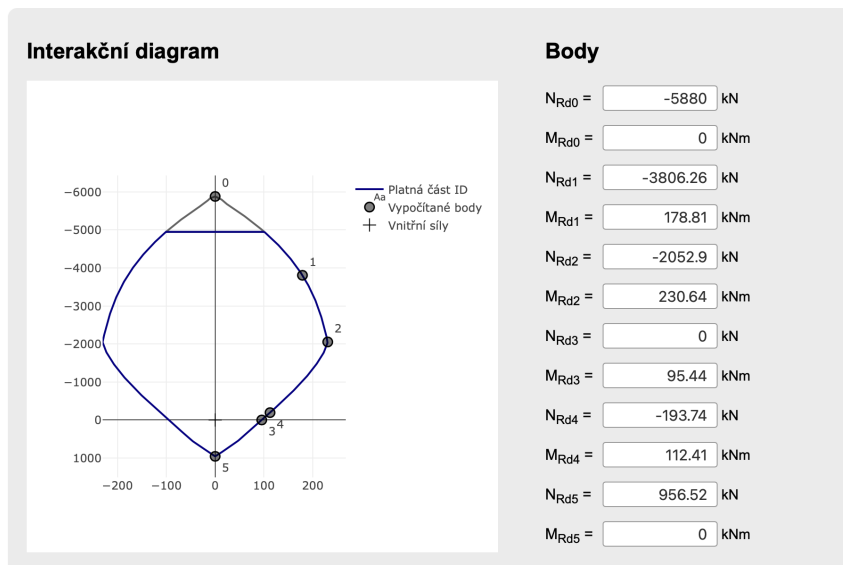 Interakční diagram
0
−6000
−5000
−4000
−3000
−2000
−1000
0
1000
−200
−100
0
100
200
1
2
3
4
5
Platná část ID
Aa
Vypočítané body
Vnitřní síly
Body
NRd0 = -5880 kN
MRd0 = 0 kNm
NRd1 = -3806.26 kN
MRd1 = 178.81 kNm
NRd2 = -2052.9 kN
MRd2 = 230.64 kNm
NRd3 = 0 kN
MRd3 = 95.44 kNm
NRd4 = -193.74 kN
MRd4 = 112.41 kNm
NRd5 = 956.52 kN
MRd5 = 0 kNm